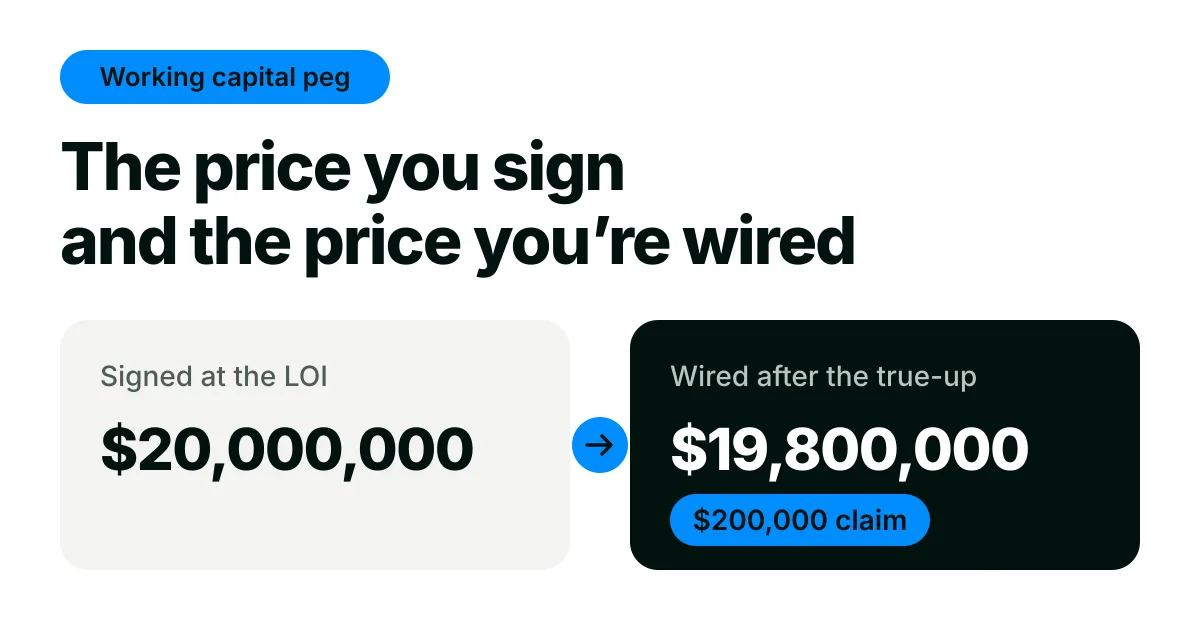 Working capital peg
The price you sign
and the price you’re wired
Signed at the LOI
$20,000,000
→
Wired after the true-up
$19,800,000
$200,000 claim